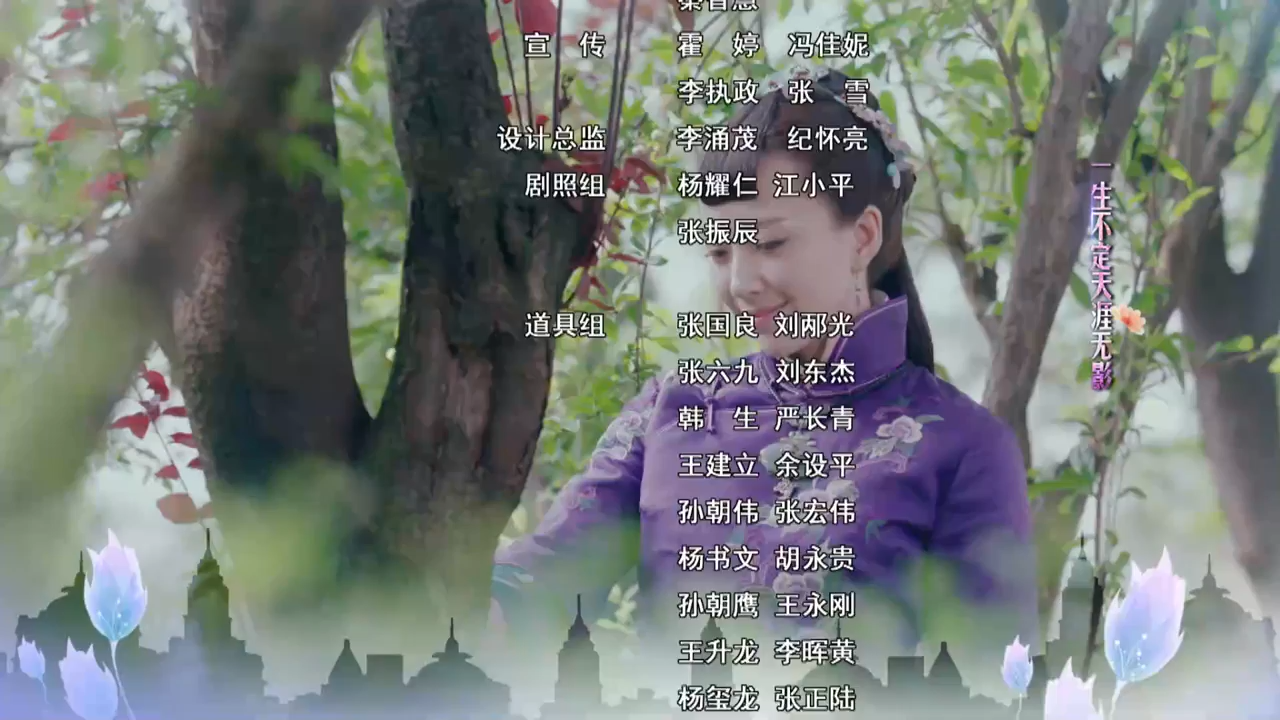 宣 传 霍 婷 冯佳妮
李执政 张 雪
设计总监 李涌茂 纪怀亮
剧照组 杨耀仁 江小平
张振辰
道具组 张国良 刘邴光
张六九 刘东杰
韩 生 严长青
王建立 余设平
孙朝伟 张宏伟
杨书文 胡永贵
孙朝鹰 王永刚
王升龙 李晖黄
杨玺龙 张正陆
一生不定天涯无影